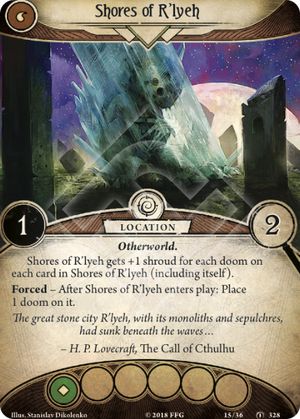 Shores of R'lyeh
1
LOCATION
2
Otherworld.
Shores of R'lyeh gets +1 shroud for each doom on
each card in Shores of R'lyeh (including itself).
Forced – After Shores of R'lyeh enters play: Place
1 doom on it.
The great stone city R'lyeh, with its monoliths and sepulchres,
had sunk beneath the waves…
– H. P. Lovecraft, The Call of Cthulhu
Illus. Stanislav Dikolenko
© 2018 FFG
15/36
328